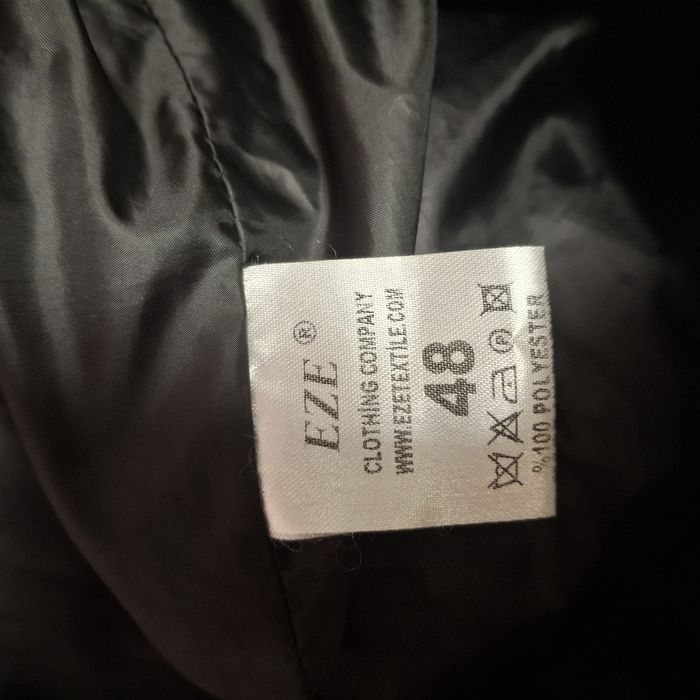 EZE ®
CLOTHING COMPANY
WWW.EZETEXTILE.COM
48
P
%100 POLYESTER